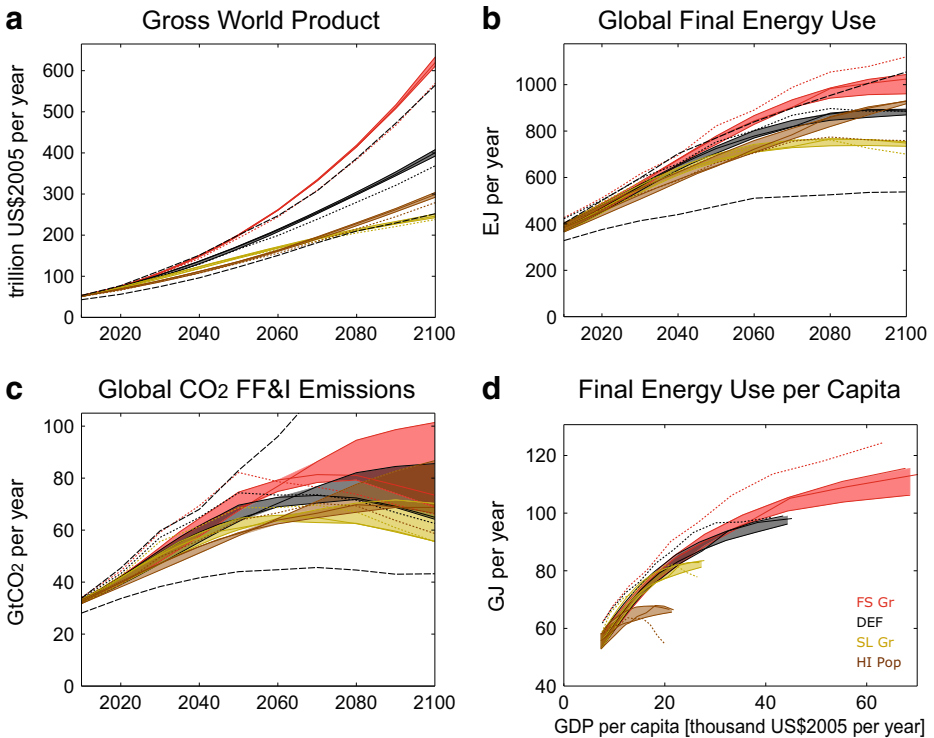 a Gross World Product
trillion US$2005 per year
600
500
400
300
200
100
0
2020 2040 2060 2080 2100
b Global Final Energy Use
EJ per year
1000
800
600
400
200
0
2020 2040 2060 2080 2100
c Global CO2 FF&I Emissions
GtCO2 per year
100
80
60
40
20
0
2020 2040 2060 2080 2100
d Final Energy Use per Capita
GJ per year
120
100
80
60
40
FS Gr
DEF
SL Gr
HI Pop
0 20 40 60
GDP per capita [thousand US$2005 per year]